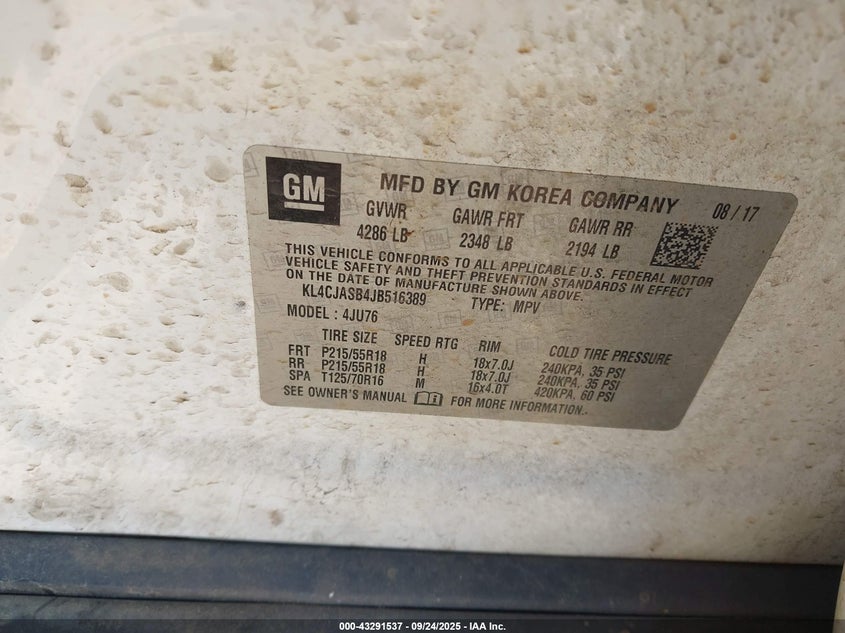 GM
MFD BY GM KOREA COMPANY 08 / 17
GVWR GAWR FRT GAWR RR
4286 LB 2348 LB 2194 LB
THIS VEHICLE CONFORMS TO ALL APPLICABLE U.S. FEDERAL MOTOR
VEHICLE SAFETY AND THEFT PREVENTION STANDARDS IN EFFECT
ON THE DATE OF MANUFACTURE SHOWN ABOVE.
KL4CJASB4JB516389 TYPE: MPV
MODEL : 4JU76
TIRE SIZE SPEED RTG RIM COLD TIRE PRESSURE
FRT P215/55R18 H 18x7.0J 240KPA, 35 PSI
RR P215/55R18 H 18x7.0J 240KPA, 35 PSI
SPA T125/70R16 M 16x4.0T 420KPA, 60 PSI
SEE OWNER'S MANUAL FOR MORE INFORMATION.
000-43291537 - 09/24/2025 - IAA Inc.